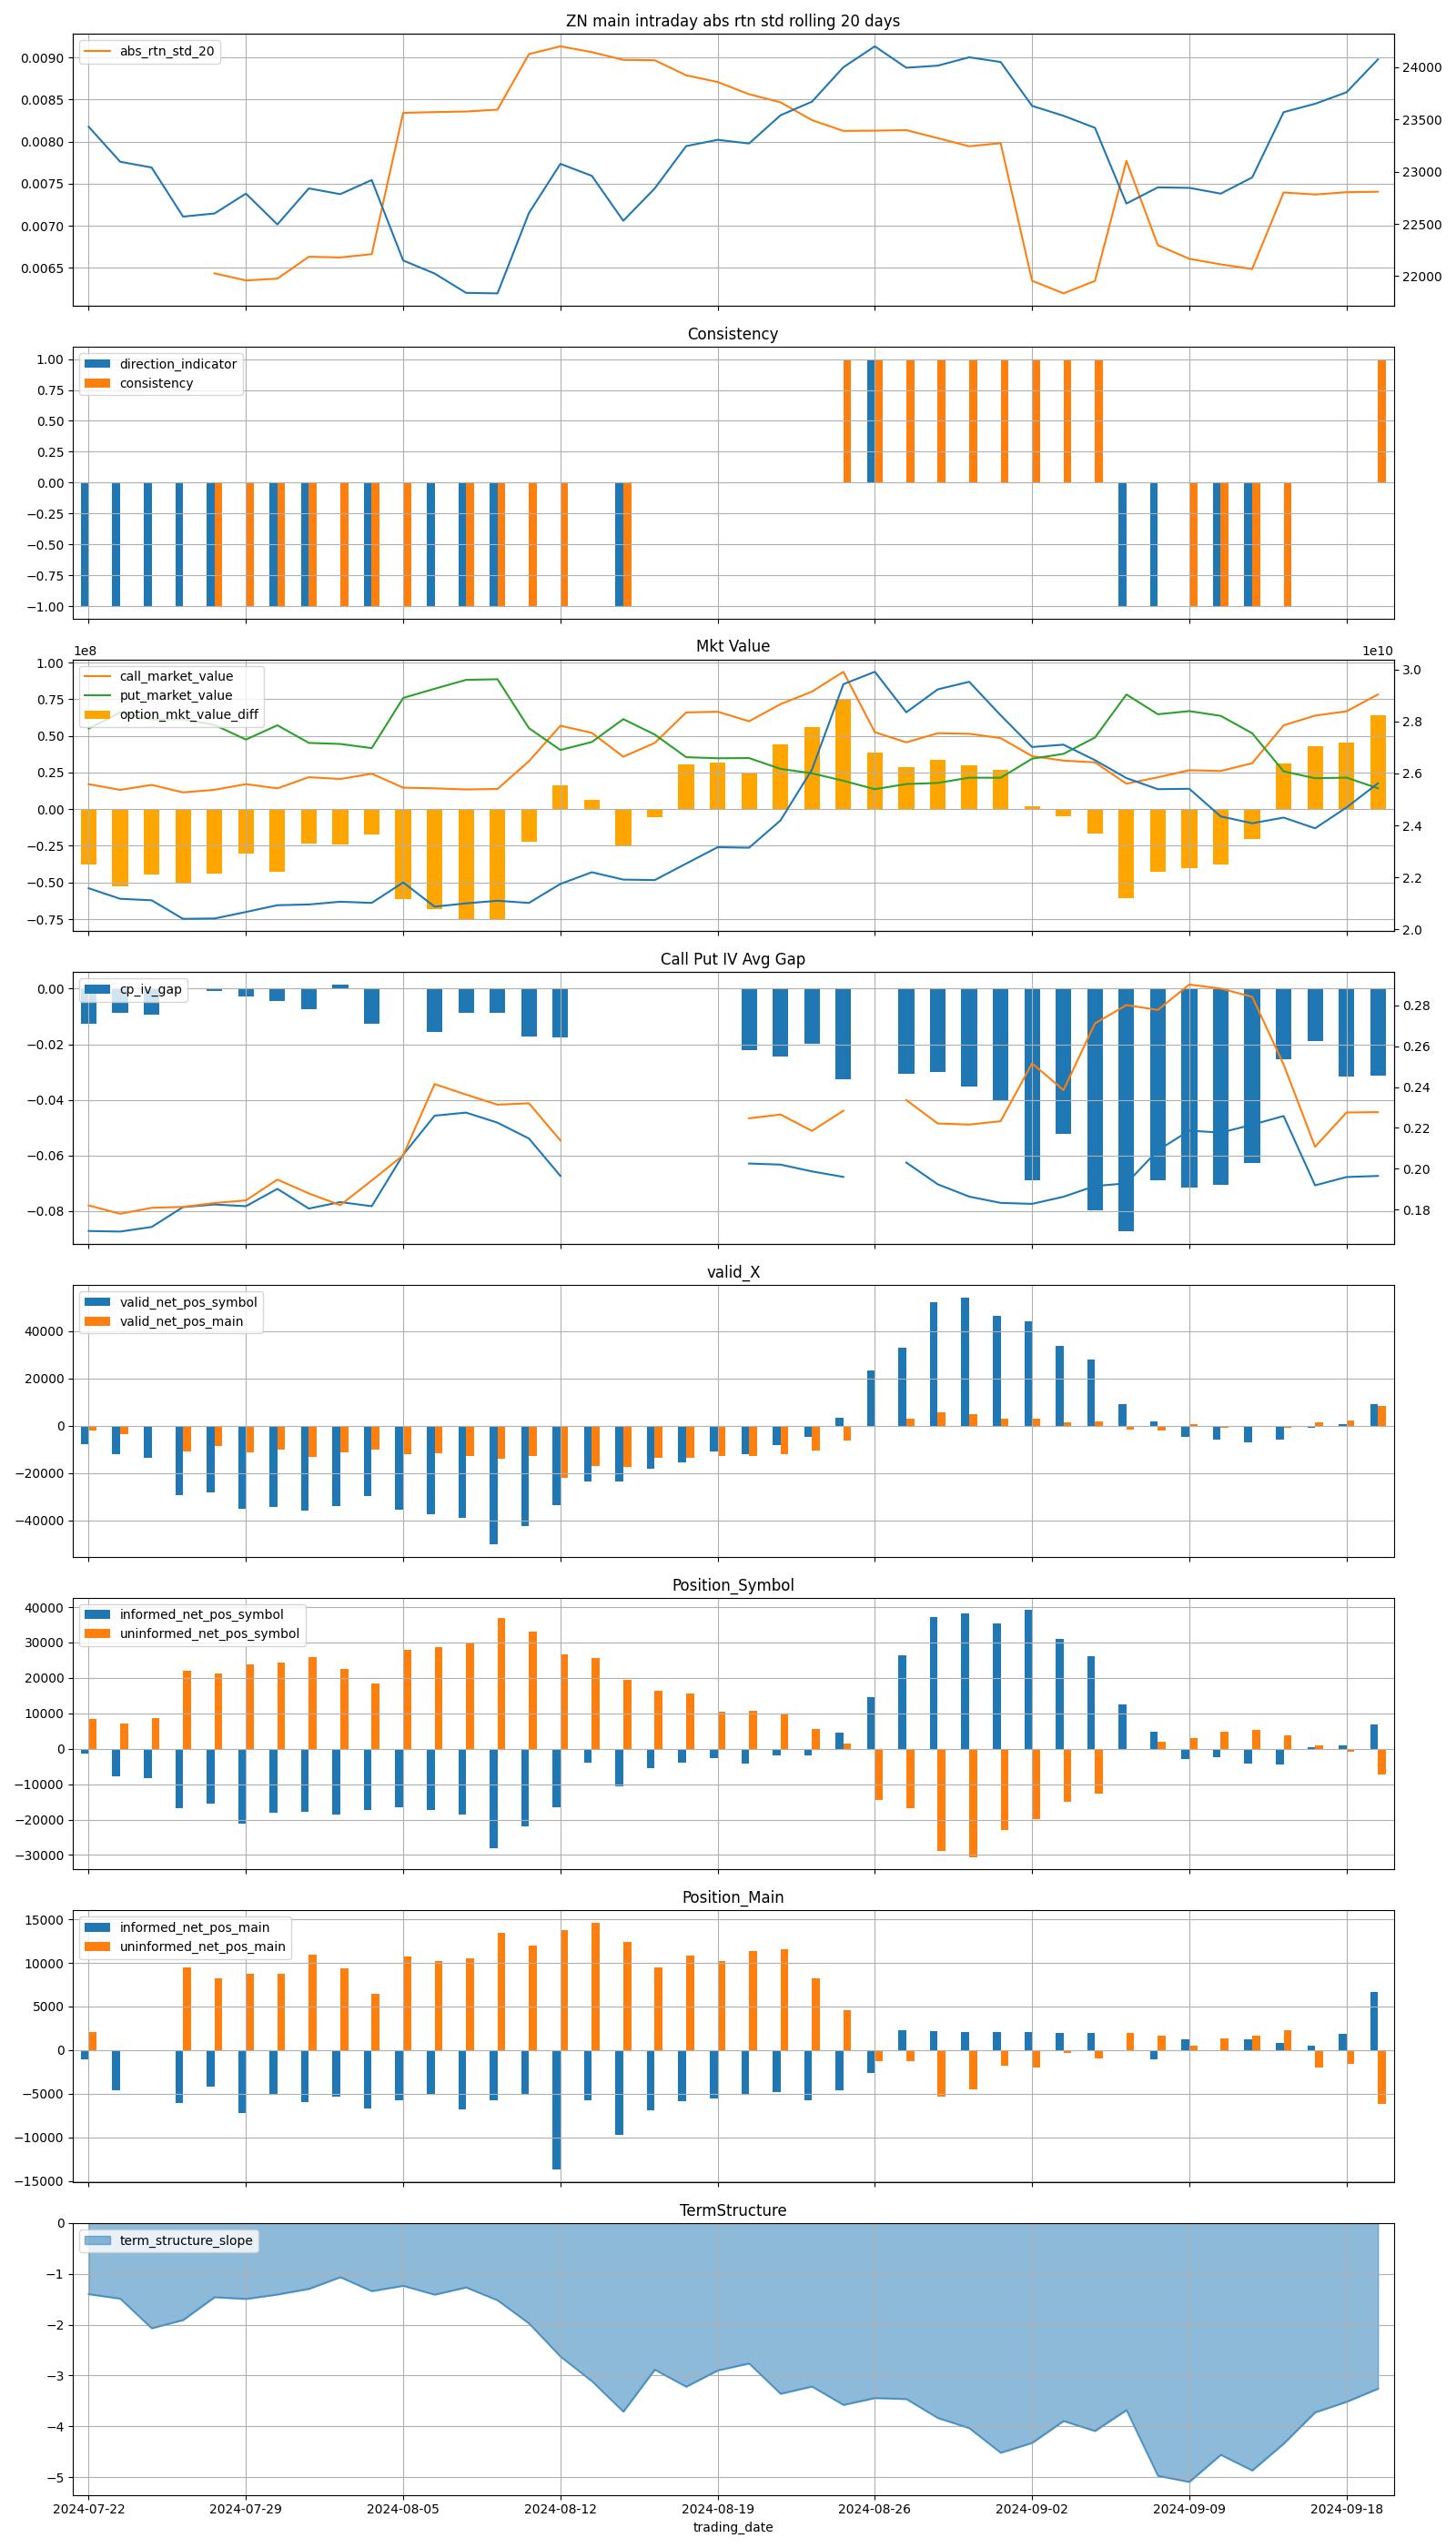 ZN main intraday abs rtn std rolling 20 days
abs_rtn_std_20
0.0090
0.0085
0.0080
0.0075
0.0070
0.0065
24000
23500
23000
22500
22000
Consistency
direction_indicator
consistency
1.00
0.75
0.50
0.25
0.00
−0.25
−0.50
−0.75
−1.00
Mkt Value
1e8
1e10
call_market_value
put_market_value
option_mkt_value_diff
1.00
0.75
0.50
0.25
0.00
−0.25
−0.50
−0.75
3.0
2.8
2.6
2.4
2.2
2.0
Call Put IV Avg Gap
cp_iv_gap
0.00
−0.02
−0.04
−0.06
−0.08
0.28
0.26
0.24
0.22
0.20
0.18
valid_X
valid_net_pos_symbol
valid_net_pos_main
40000
20000
0
−20000
−40000
Position_Symbol
informed_net_pos_symbol
uninformed_net_pos_symbol
40000
30000
20000
10000
0
−10000
−20000
−30000
Position_Main
informed_net_pos_main
uninformed_net_pos_main
15000
10000
5000
0
−5000
−10000
−15000
TermStructure
term_structure_slope
0
−1
−2
−3
−4
−5
2024-07-22 2024-07-29 2024-08-05 2024-08-12 2024-08-19 2024-08-26 2024-09-02 2024-09-09 2024-09-18
trading_date